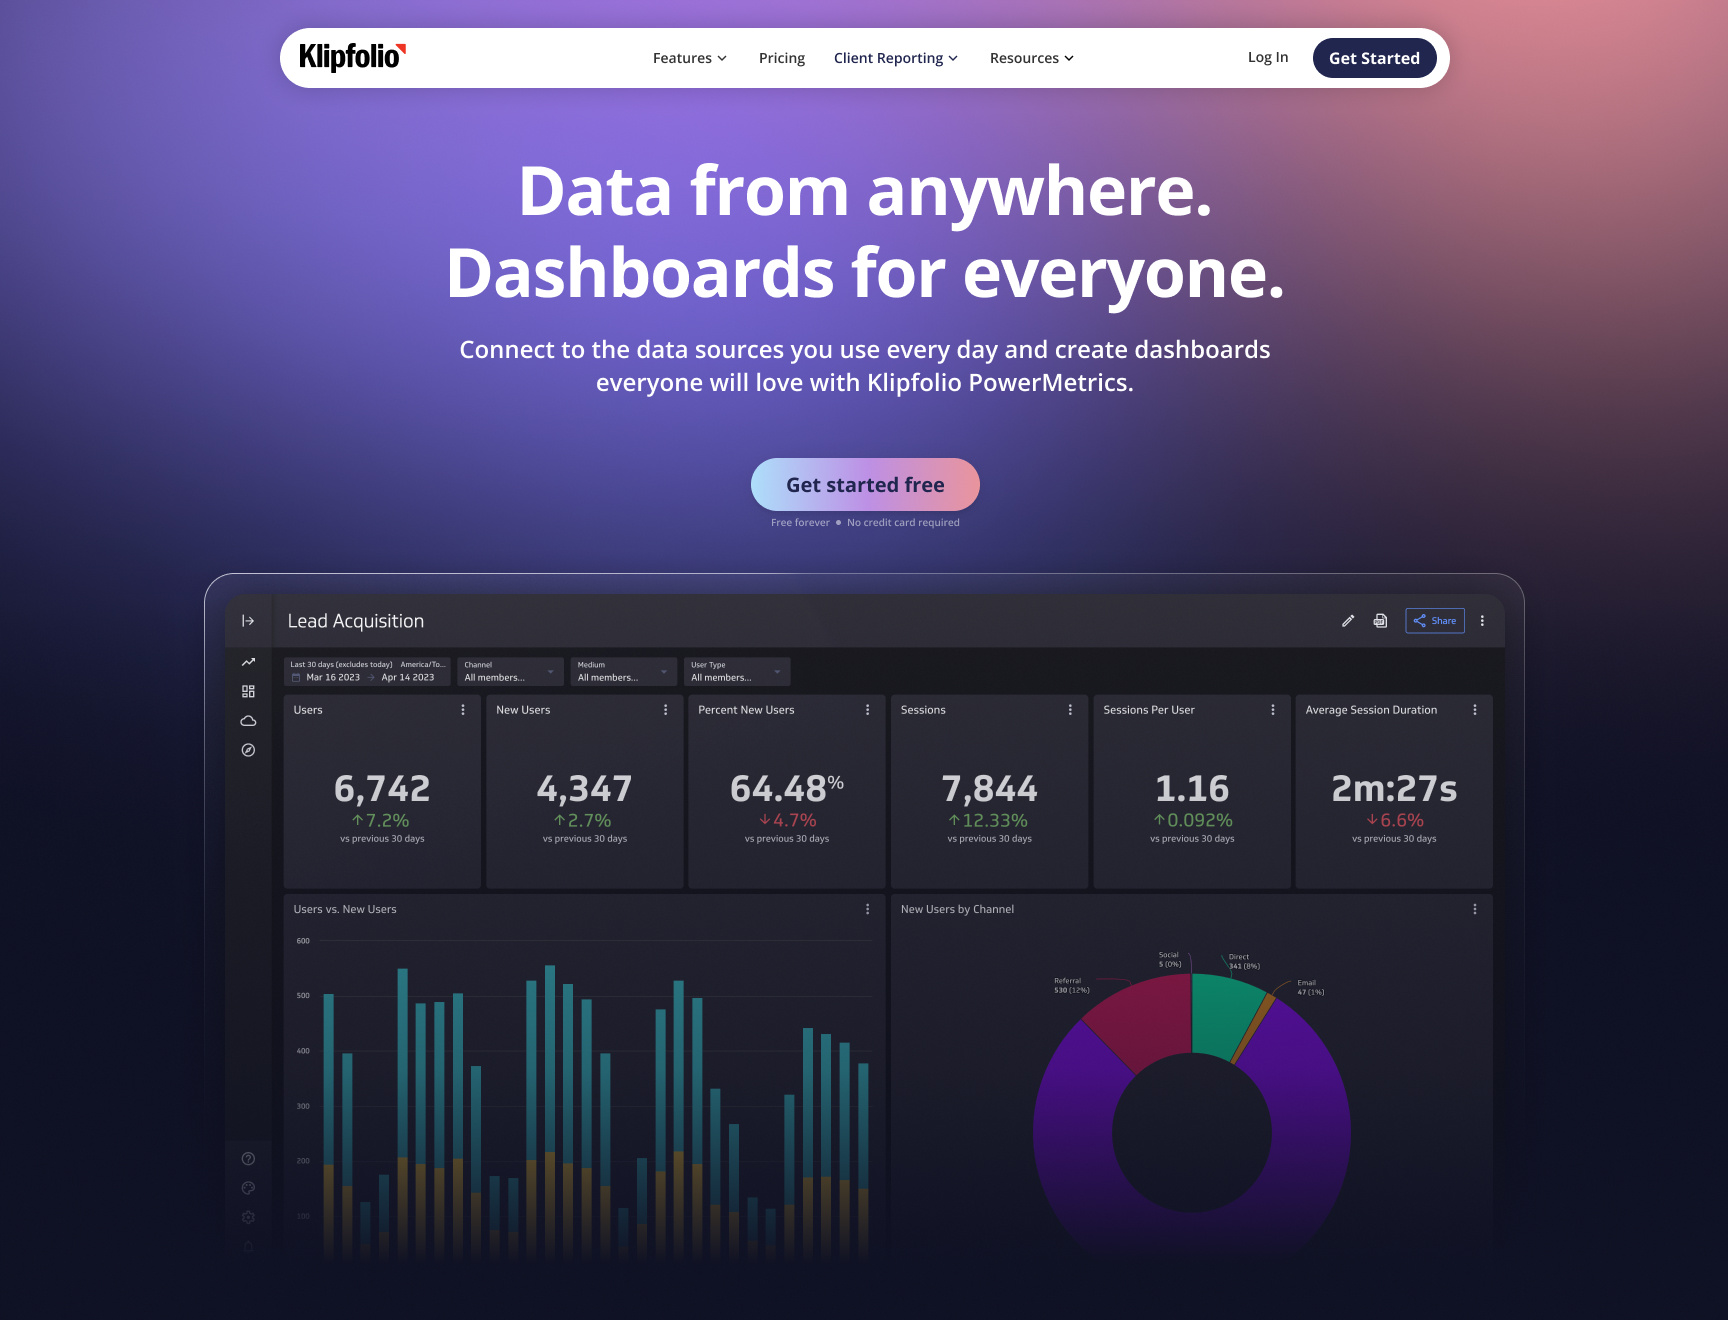 Klipfolio
Features
Pricing
Client Reporting
Resources
Log In
Get Started
Data from anywhere.
Dashboards for everyone.
Connect to the data sources you use every day and create dashboards
everyone will love with Klipfolio PowerMetrics.
Get started free
Free forever • No credit card required
Lead Acquisition
Share
Last 30 days (excludes today) America/To...
Mar 16 2023 → Apr 14 2023
Channel
All members...
Medium
All members...
User Type
All members...
Users
6,742
↑7.2%
vs previous 30 days
New Users
4,347
↑2.7%
vs previous 30 days
Percent New Users
64.48%
↓4.7%
vs previous 30 days
Sessions
7,844
↑12.33%
vs previous 30 days
Sessions Per User
1.16
↑0.092%
vs previous 30 days
Average Session Duration
2m:27s
↓6.6%
vs previous 30 days
Users vs. New Users
600
500
400
300
200
100
New Users by Channel
Social
5 (0%)
Direct
341 (8%)
Referral
530 (12%)
Email
47 (1%)